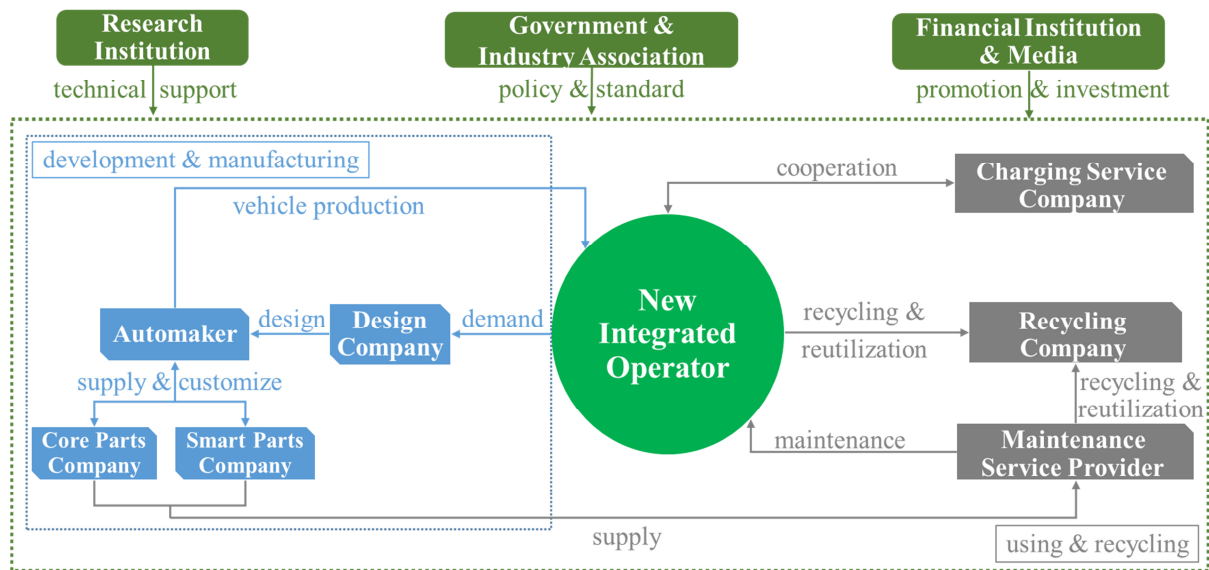 Research
Institution
Government &
Industry Association
Financial Institution
& Media
technical support
policy & standard
promotion & investment
development & manufacturing
vehicle production
cooperation
Charging Service
Company
Automaker
design
Design
Company
demand
New
Integrated
Operator
recycling &
reutilization
Recycling
Company
supply & customize
recycling &
reutilization
Core Parts
Company
Smart Parts
Company
maintenance
Maintenance
Service Provider
supply
using & recycling